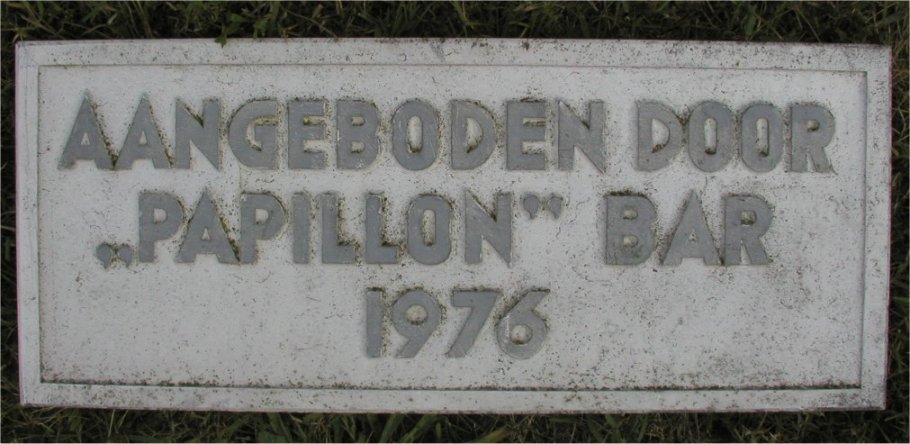 AANGEBODEN DOOR
„PAPILLON” BAR
1976